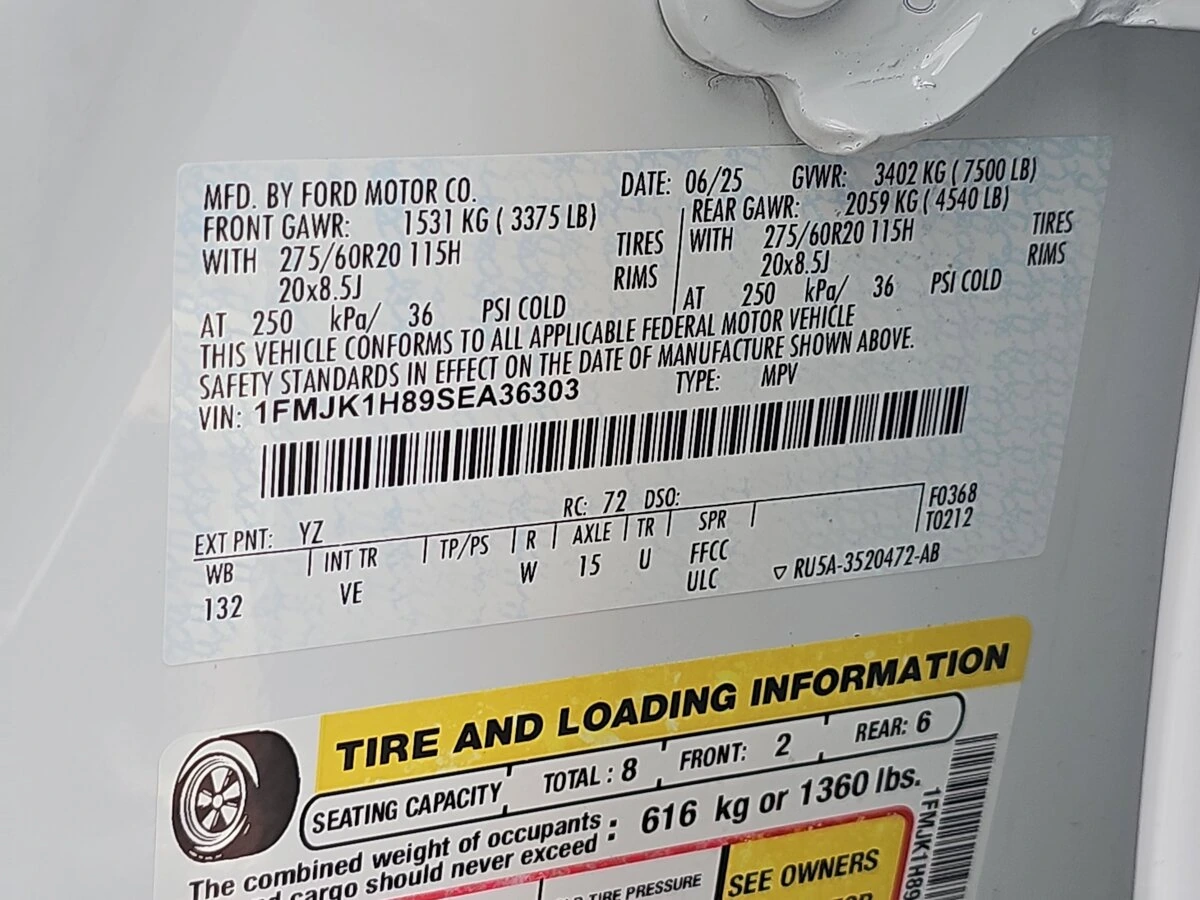 MFD. BY FORD MOTOR CO. DATE: 06/25 GVWR: 3402 KG ( 7500 LB)
FRONT GAWR: 1531 KG ( 3375 LB) REAR GAWR: 2059 KG ( 4540 LB)
WITH 275/60R20 115H TIRES WITH 275/60R20 115H TIRES
20x8.5J RIMS 20x8.5J RIMS
AT 250 kPa/ 36 PSI COLD AT 250 kPa/ 36 PSI COLD
THIS VEHICLE CONFORMS TO ALL APPLICABLE FEDERAL MOTOR VEHICLE
SAFETY STANDARDS IN EFFECT ON THE DATE OF MANUFACTURE SHOWN ABOVE.
VIN: 1FMJK1H89SEA36303 TYPE: MPV
EXT PNT: YZ RC: 72 DSO: F0368
WB INT TR TP/PS R AXLE TR SPR T0212
132 VE W 15 U FFCC
ULC ▽ RU5A-3520472-AB
TIRE AND LOADING INFORMATION
SEATING CAPACITY TOTAL : 8 FRONT: 2 REAR: 6
The combined weight of occupants : 616 kg or 1360 lbs.
cargo should never exceed
TIRE PRESSURE
SEE OWNERS
1FMJK1H89